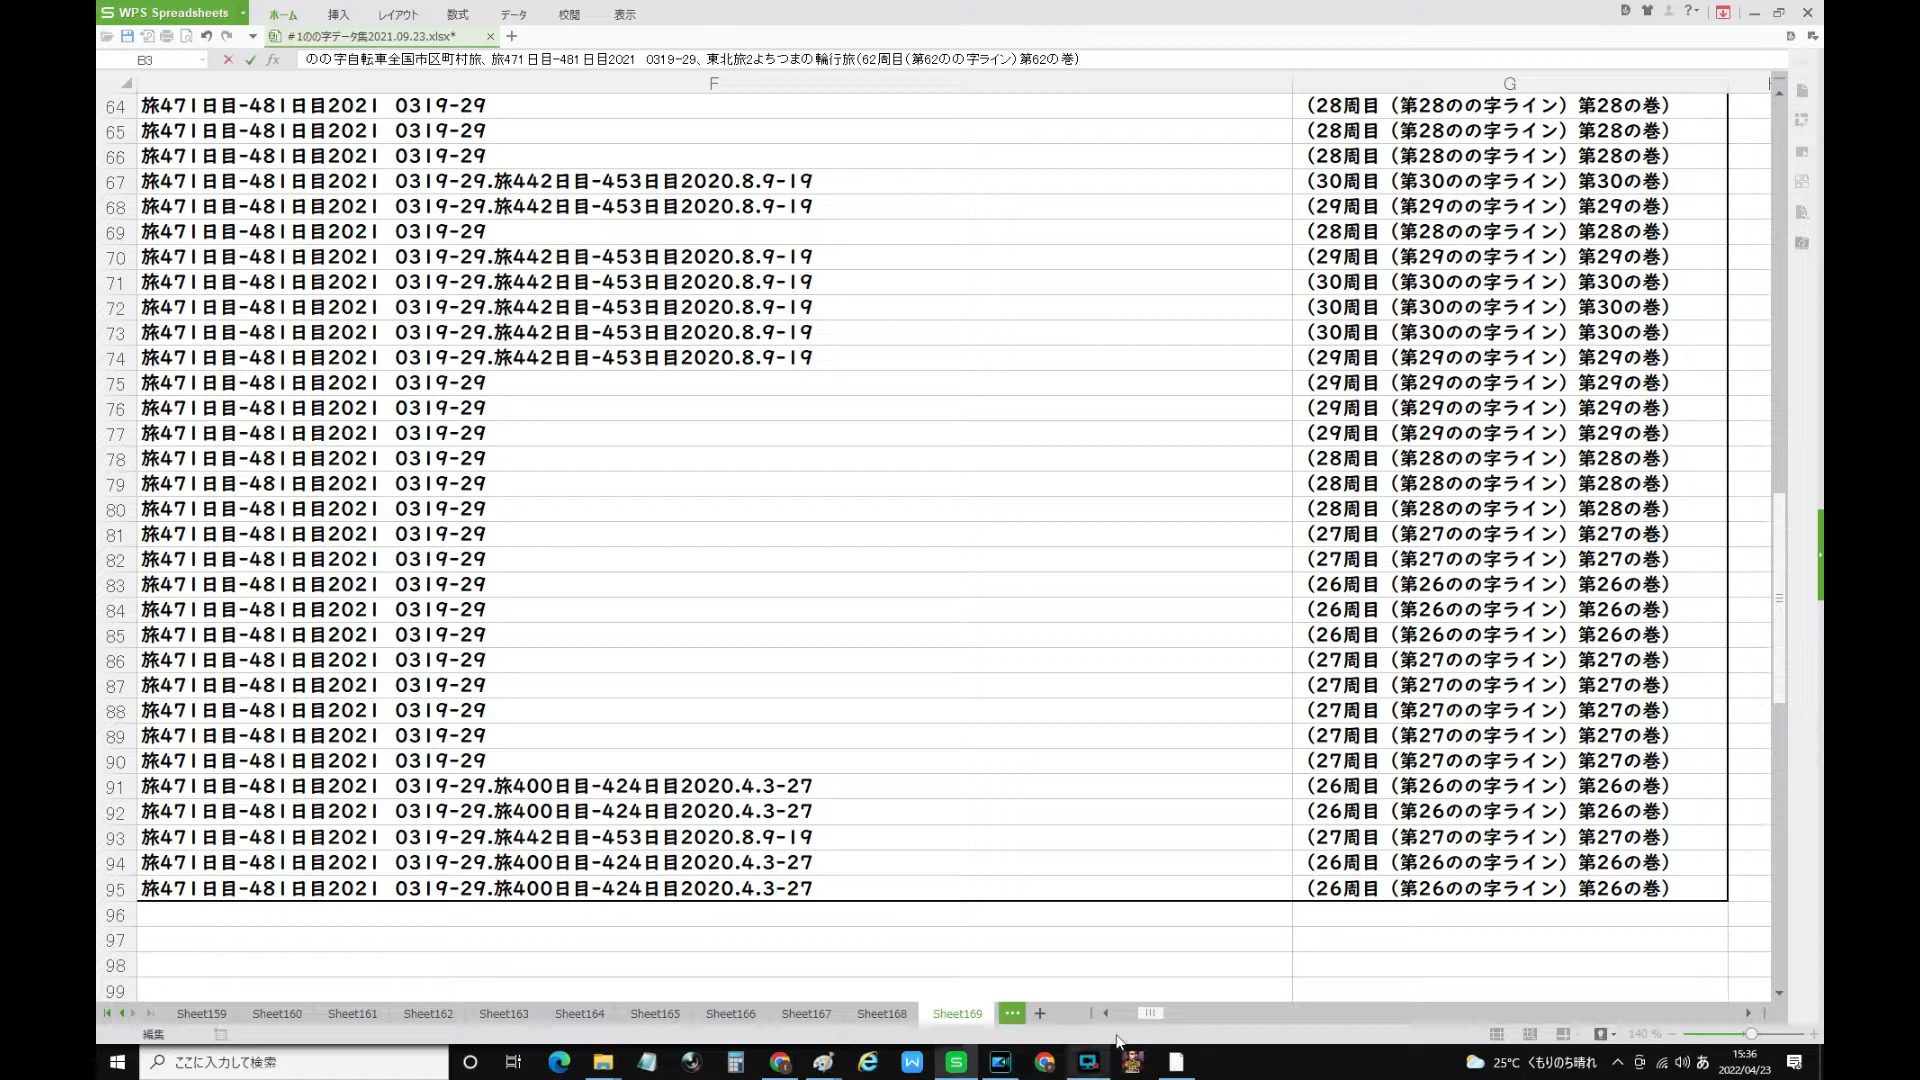 WPS Spreadsheets
ホーム 挿入 レイアウト 数式 データ 校閲 表示
#1のの字データ集2021.09.23.xlsx*
B3 のの字自転車全国市区町村旅、旅471日目-481日目2021 0319-29、東北旅2よちつまの輪行旅(62周目(第62のの字ライン)第62の巻)
F G
64 旅471日目-481日目2021 0319-29 (28周目(第28のの字ライン)第28の巻)
65 旅471日目-481日目2021 0319-29 (28周目(第28のの字ライン)第28の巻)
66 旅471日目-481日目2021 0319-29 (28周目(第28のの字ライン)第28の巻)
67 旅471日目-481日目2021 0319-29.旅442日目-453日目2020.8.9-19 (30周目(第30のの字ライン)第30の巻)
68 旅471日目-481日目2021 0319-29.旅442日目-453日目2020.8.9-19 (29周目(第29のの字ライン)第29の巻)
69 旅471日目-481日目2021 0319-29 (28周目(第28のの字ライン)第28の巻)
70 旅471日目-481日目2021 0319-29.旅442日目-453日目2020.8.9-19 (29周目(第29のの字ライン)第29の巻)
71 旅471日目-481日目2021 0319-29.旅442日目-453日目2020.8.9-19 (30周目(第30のの字ライン)第30の巻)
72 旅471日目-481日目2021 0319-29.旅442日目-453日目2020.8.9-19 (30周目(第30のの字ライン)第30の巻)
73 旅471日目-481日目2021 0319-29.旅442日目-453日目2020.8.9-19 (30周目(第30のの字ライン)第30の巻)
74 旅471日目-481日目2021 0319-29.旅442日目-453日目2020.8.9-19 (29周目(第29のの字ライン)第29の巻)
75 旅471日目-481日目2021 0319-29 (29周目(第29のの字ライン)第29の巻)
76 旅471日目-481日目2021 0319-29 (29周目(第29のの字ライン)第29の巻)
77 旅471日目-481日目2021 0319-29 (29周目(第29のの字ライン)第29の巻)
78 旅471日目-481日目2021 0319-29 (28周目(第28のの字ライン)第28の巻)
79 旅471日目-481日目2021 0319-29 (28周目(第28のの字ライン)第28の巻)
80 旅471日目-481日目2021 0319-29 (28周目(第28のの字ライン)第28の巻)
81 旅471日目-481日目2021 0319-29 (27周目(第27のの字ライン)第27の巻)
82 旅471日目-481日目2021 0319-29 (27周目(第27のの字ライン)第27の巻)
83 旅471日目-481日目2021 0319-29 (26周目(第26のの字ライン)第26の巻)
84 旅471日目-481日目2021 0319-29 (26周目(第26のの字ライン)第26の巻)
85 旅471日目-481日目2021 0319-29 (26周目(第26のの字ライン)第26の巻)
86 旅471日目-481日目2021 0319-29 (27周目(第27のの字ライン)第27の巻)
87 旅471日目-481日目2021 0319-29 (27周目(第27のの字ライン)第27の巻)
88 旅471日目-481日目2021 0319-29 (27周目(第27のの字ライン)第27の巻)
89 旅471日目-481日目2021 0319-29 (27周目(第27のの字ライン)第27の巻)
90 旅471日目-481日目2021 0319-29 (27周目(第27のの字ライン)第27の巻)
91 旅471日目-481日目2021 0319-29.旅400日目-424日目2020.4.3-27 (26周目(第26のの字ライン)第26の巻)
92 旅471日目-481日目2021 0319-29.旅400日目-424日目2020.4.3-27 (26周目(第26のの字ライン)第26の巻)
93 旅471日目-481日目2021 0319-29.旅442日目-453日目2020.8.9-19 (27周目(第27のの字ライン)第27の巻)
94 旅471日目-481日目2021 0319-29.旅400日目-424日目2020.4.3-27 (26周目(第26のの字ライン)第26の巻)
95 旅471日目-481日目2021 0319-29.旅400日目-424日目2020.4.3-27 (26周目(第26のの字ライン)第26の巻)
96
97
98
99
Sheet159 Sheet160 Sheet161 Sheet162 Sheet163 Sheet164 Sheet165 Sheet166 Sheet167 Sheet168 Sheet169
編集 140 %
ここに入力して検索
25°C くもりのち晴れ あ 15:36
2022/04/23